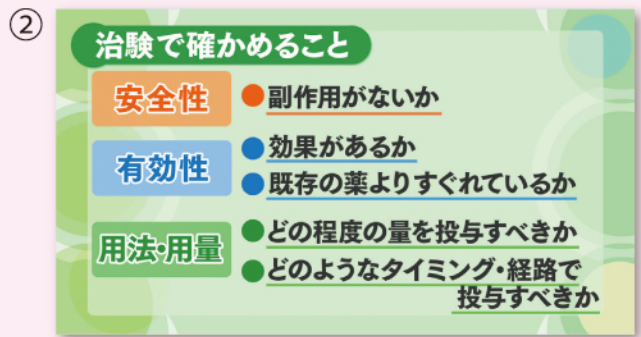 ②
治験で確かめること
安全性
●副作用がないか
有効性
●効果があるか
●既存の薬よりすぐれているか
用法・用量
●どの程度の量を投与すべきか
●どのようなタイミング・経路で
投与すべきか